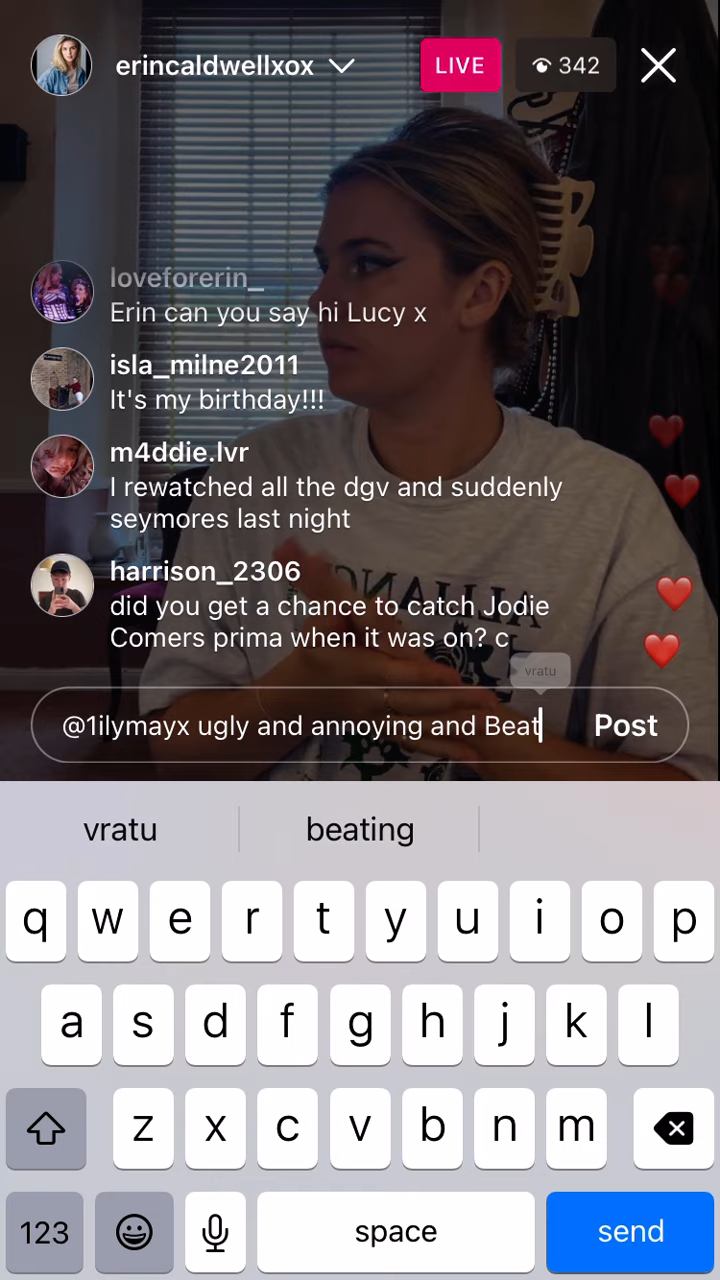 erincaldwellxox
LIVE
342
loveforerin_
Erin can you say hi Lucy x
isla_milne2011
It's my birthday!!!
m4ddie.lvr
I rewatched all the dgv and suddenly
seymores last night
harrison_2306
did you get a chance to catch Jodie
Comers prima when it was on? c
vratu
@1ilymayx ugly and annoying and Beat
Post
vratu beating
q w e r t y u i o p
a s d f g h j k l
z x c v b n m
123 space send